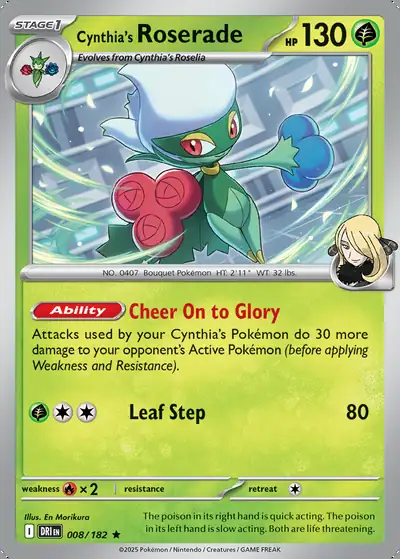 STAGE1
Cynthia's Roserade HP 130
Evolves from Cynthia's Roselia
NO. 0407 Bouquet Pokémon HT: 2'11" WT: 32 lbs.
Ability Cheer On to Glory
Attacks used by your Cynthia's Pokémon do 30 more
damage to your opponent's Active Pokémon (before applying
Weakness and Resistance).
Leaf Step 80
weakness ×2 resistance retreat
Illus. En Morikura
I DRI EN 008/182 ★
The poison in its right hand is quick acting. The poison
in its left hand is slow acting. Both are life threatening.
©2025 Pokémon / Nintendo / Creatures / GAME FREAK